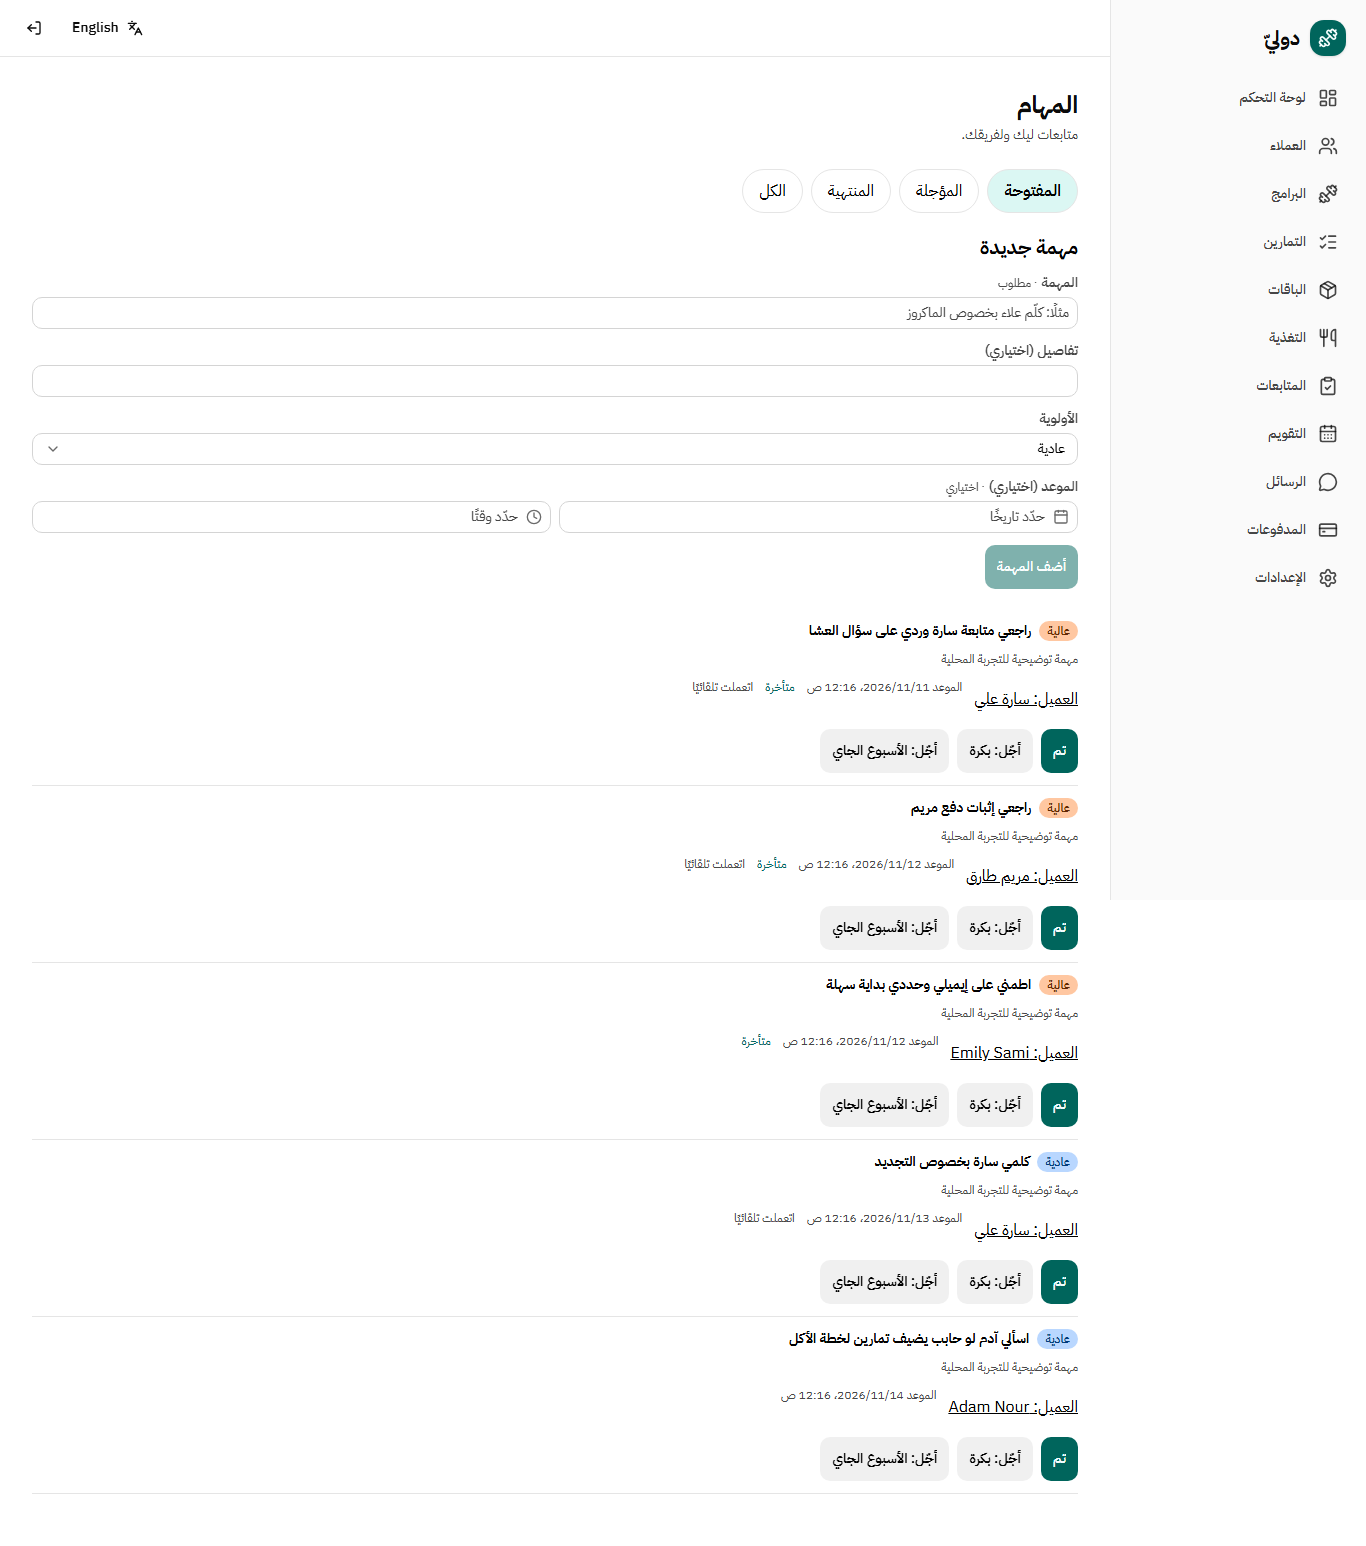 دوليّ
لوحة التحكم
العملاء
البرامج
التمارين
الباقات
التغذية
المتابعات
التقويم
الرسائل
المدفوعات
الإعدادات
English
المهام
متابعات ليك ولفريقك.
المفتوحة
المؤجلة
المنتهية
الكل
مهمة جديدة
المهمة · مطلوب
مثلًا: كلّم علاء بخصوص الماكروز
تفاصيل (اختياري)
الأولوية
عادية
الموعد (اختياري) · اختياري
حدّد تاريخًا
حدّد وقتًا
أضف المهمة
عالية راجعي متابعة سارة وردي على سؤال العشا
مهمة توضيحية للتجربة المحلية
العميل: سارة علي الموعد 2026/11/11، 12:16 ص متأخرة اتعملت تلقائيًا
تم أجّل: بكرة أجّل: الأسبوع الجاي
عالية راجعي إثبات دفع مريم
مهمة توضيحية للتجربة المحلية
العميل: مريم طارق الموعد 2026/11/12، 12:16 ص متأخرة اتعملت تلقائيًا
تم أجّل: بكرة أجّل: الأسبوع الجاي
عالية اطمني على إيميلي وحددي بداية سهلة
مهمة توضيحية للتجربة المحلية
العميل: Emily Sami الموعد 2026/11/12، 12:16 ص متأخرة
تم أجّل: بكرة أجّل: الأسبوع الجاي
عادية كلمي سارة بخصوص التجديد
مهمة توضيحية للتجربة المحلية
العميل: سارة علي الموعد 2026/11/13، 12:16 ص اتعملت تلقائيًا
تم أجّل: بكرة أجّل: الأسبوع الجاي
عادية اسألي آدم لو حابب يضيف تمارين لخطة الأكل
مهمة توضيحية للتجربة المحلية
العميل: Adam Nour الموعد 2026/11/14، 12:16 ص
تم أجّل: بكرة أجّل: الأسبوع الجاي